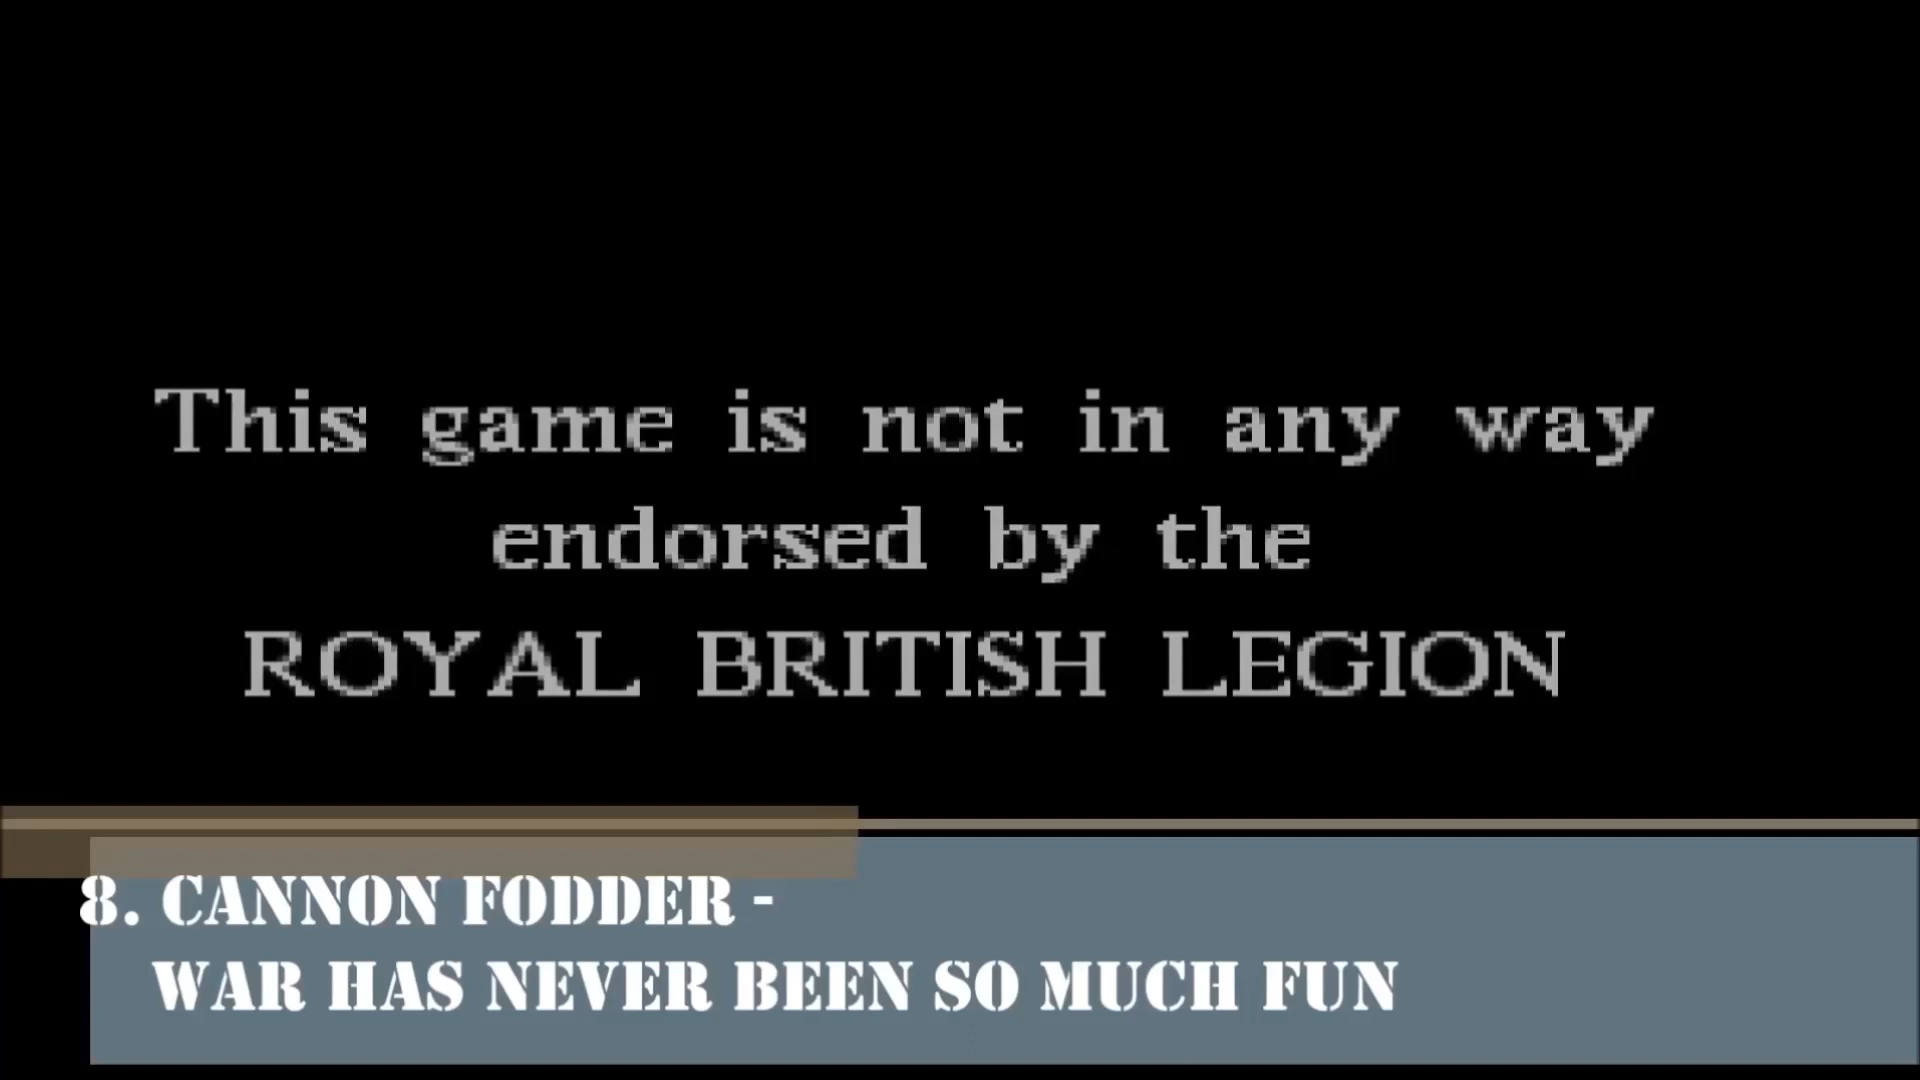 This game is not in any way
endorsed by the
ROYAL BRITISH LEGION
8. CANNON FODDER -
WAR HAS NEVER BEEN SO MUCH FUN